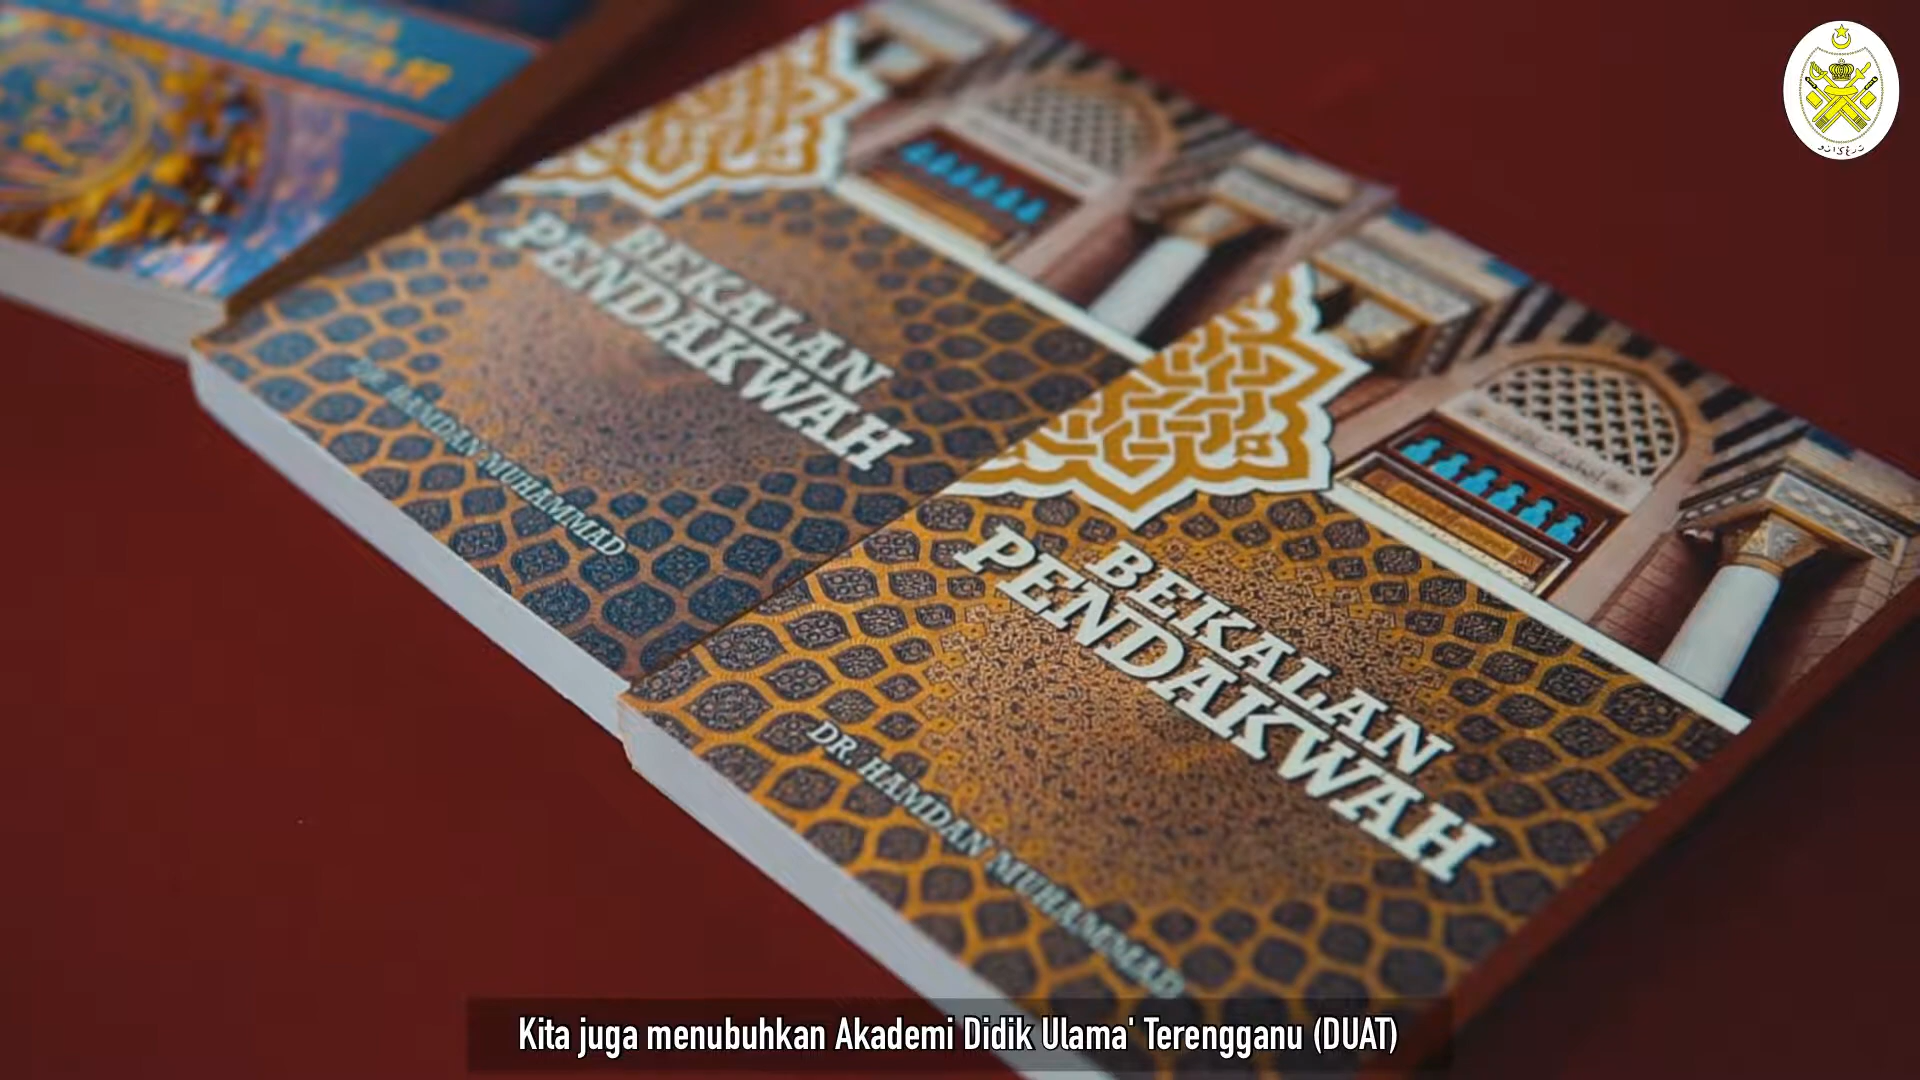 BEKALAN
PENDAKWAH
DR. HAMDAN MUHAMMAD
BEKALAN
PENDAKWAH
DR. HAMDAN MUHAMMAD
Kita juga menubuhkan Akademi Didik Ulama' Terengganu (DUAT)